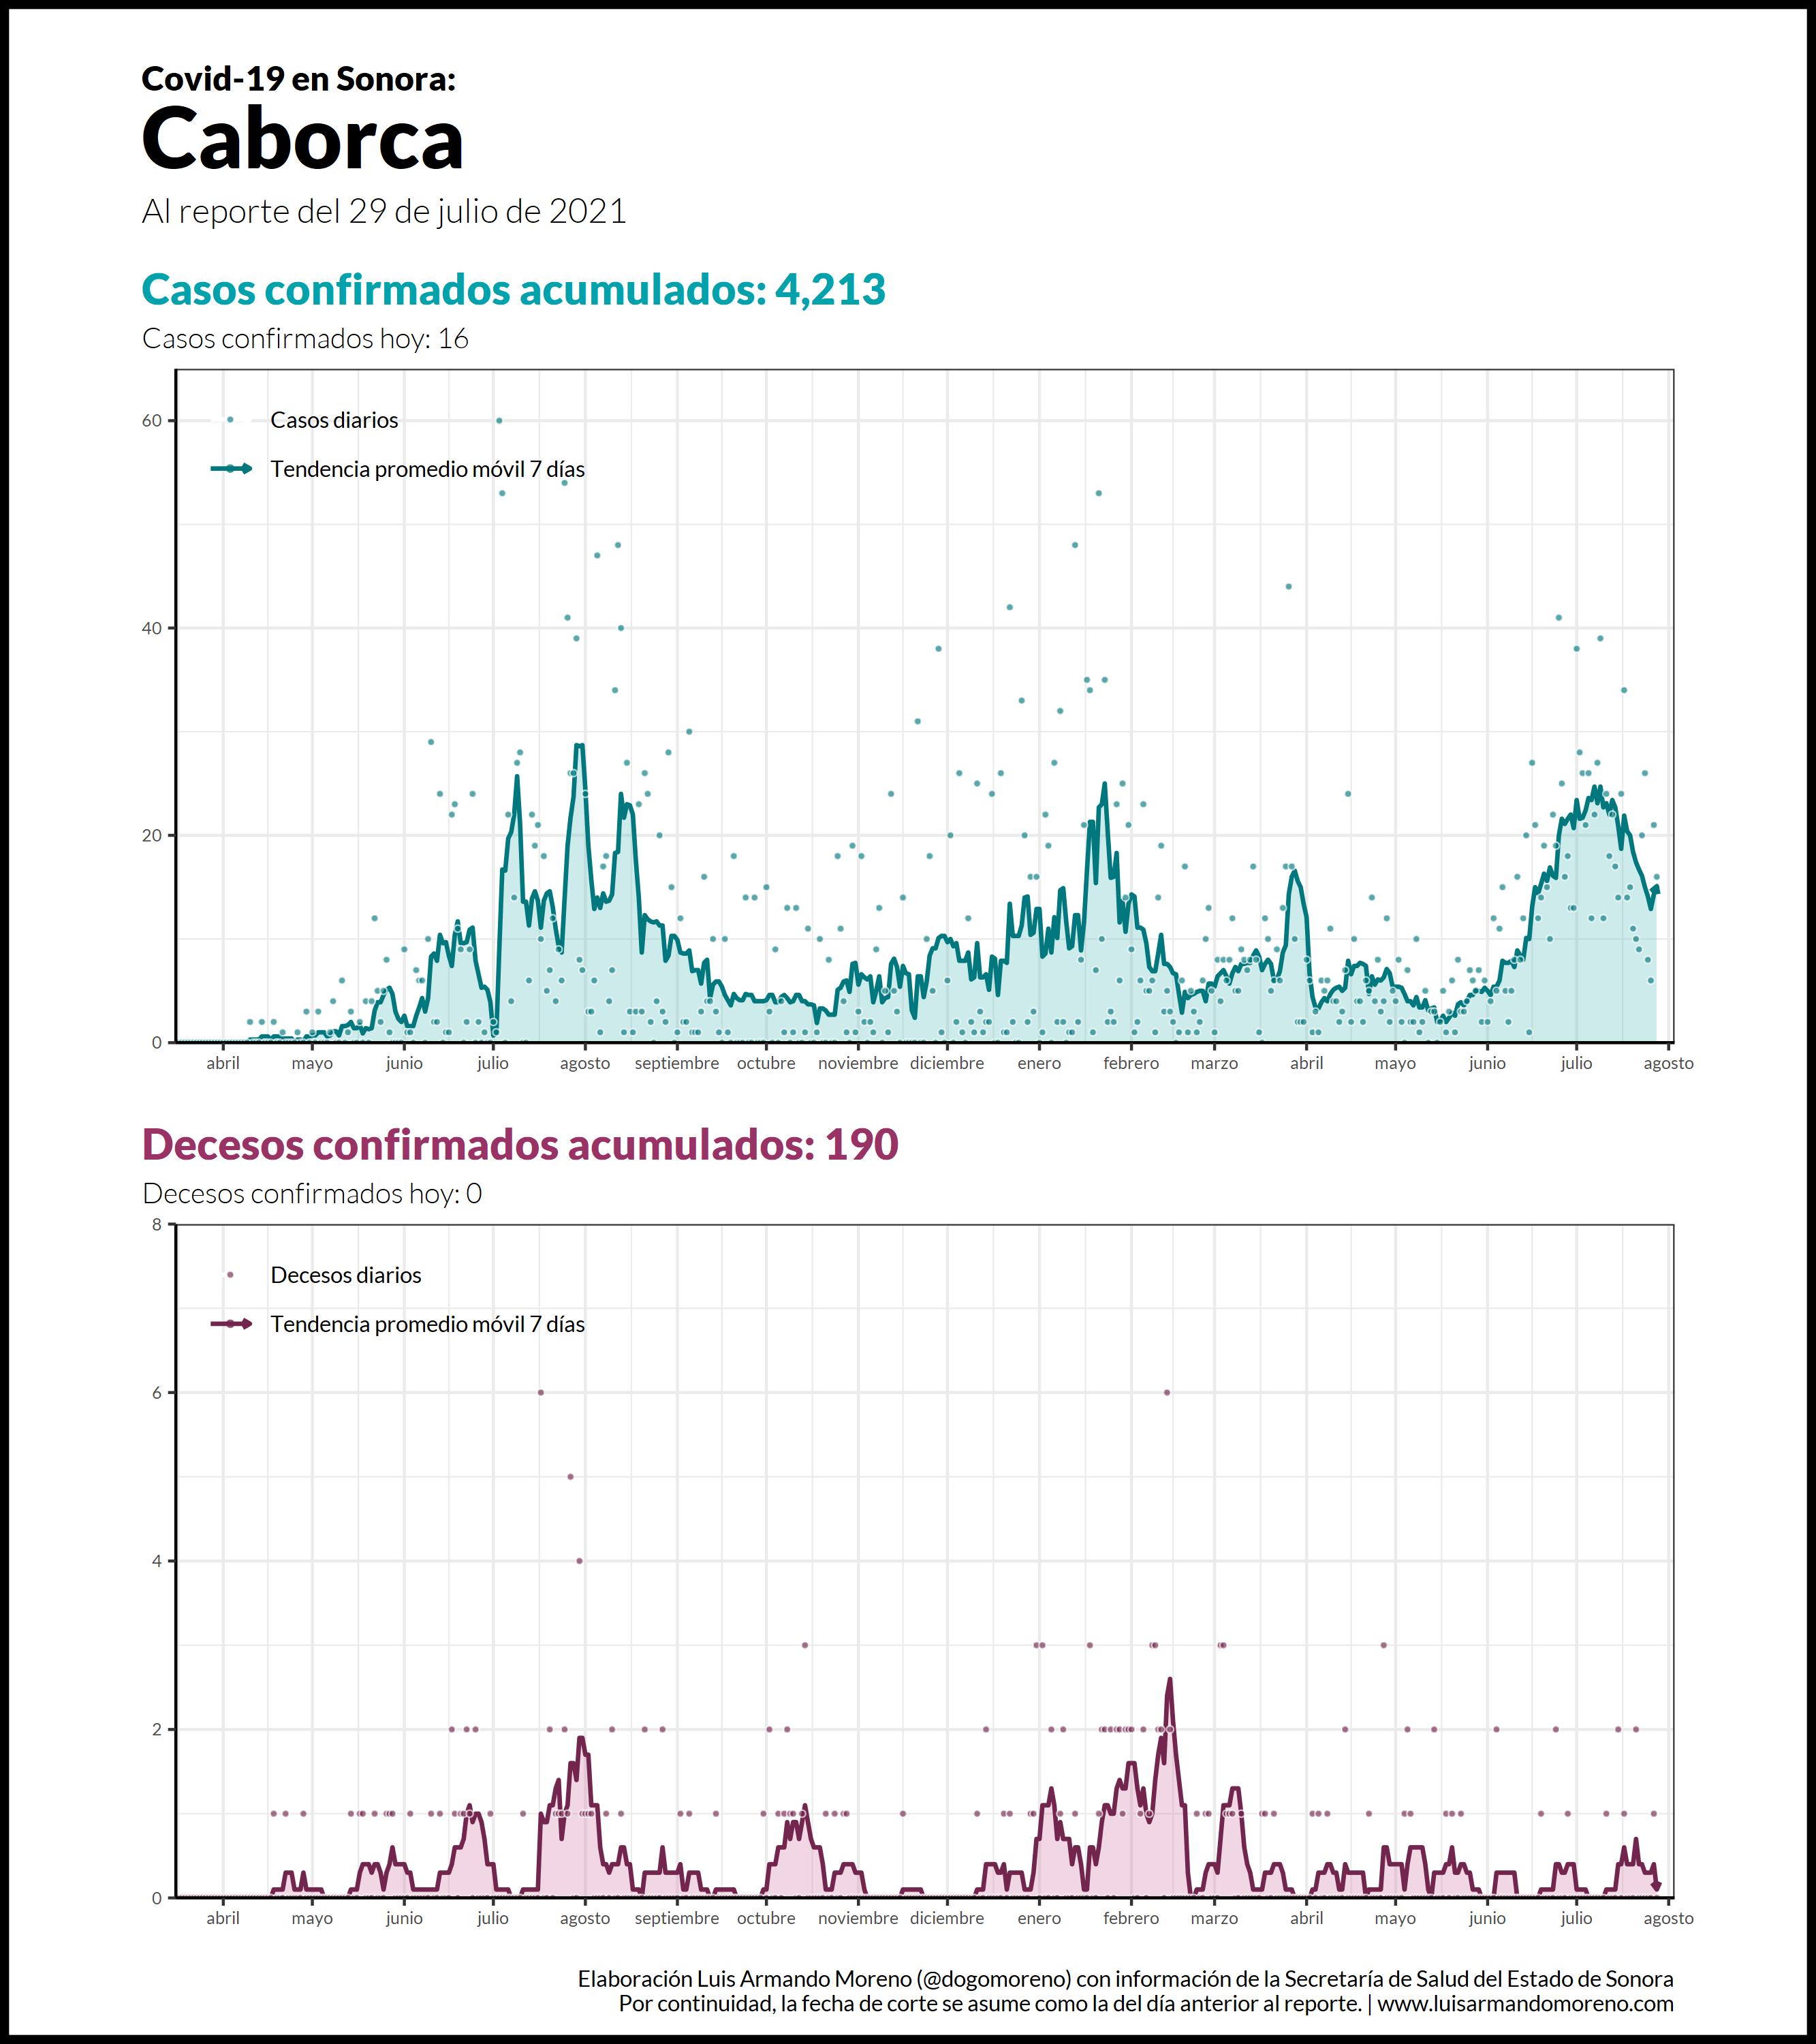 Covid-19 en Sonora:
Caborca
Al reporte del 29 de julio de 2021
Casos confirmados acumulados: 4,213
Casos confirmados hoy: 16
60
40
20
0
Casos diarios
Tendencia promedio móvil 7 días
abril mayo junio julio agosto septiembre octubre noviembre diciembre enero febrero marzo abril mayo junio julio agosto
Decesos confirmados acumulados: 190
Decesos confirmados hoy: 0
8
6
4
2
0
Decesos diarios
Tendencia promedio móvil 7 días
abril mayo junio julio agosto septiembre octubre noviembre diciembre enero febrero marzo abril mayo junio julio agosto
Elaboración Luis Armando Moreno (@dogomoreno) con información de la Secretaría de Salud del Estado de Sonora
Por continuidad, la fecha de corte se asume como la del día anterior al reporte. | www.luisarmandomoreno.com